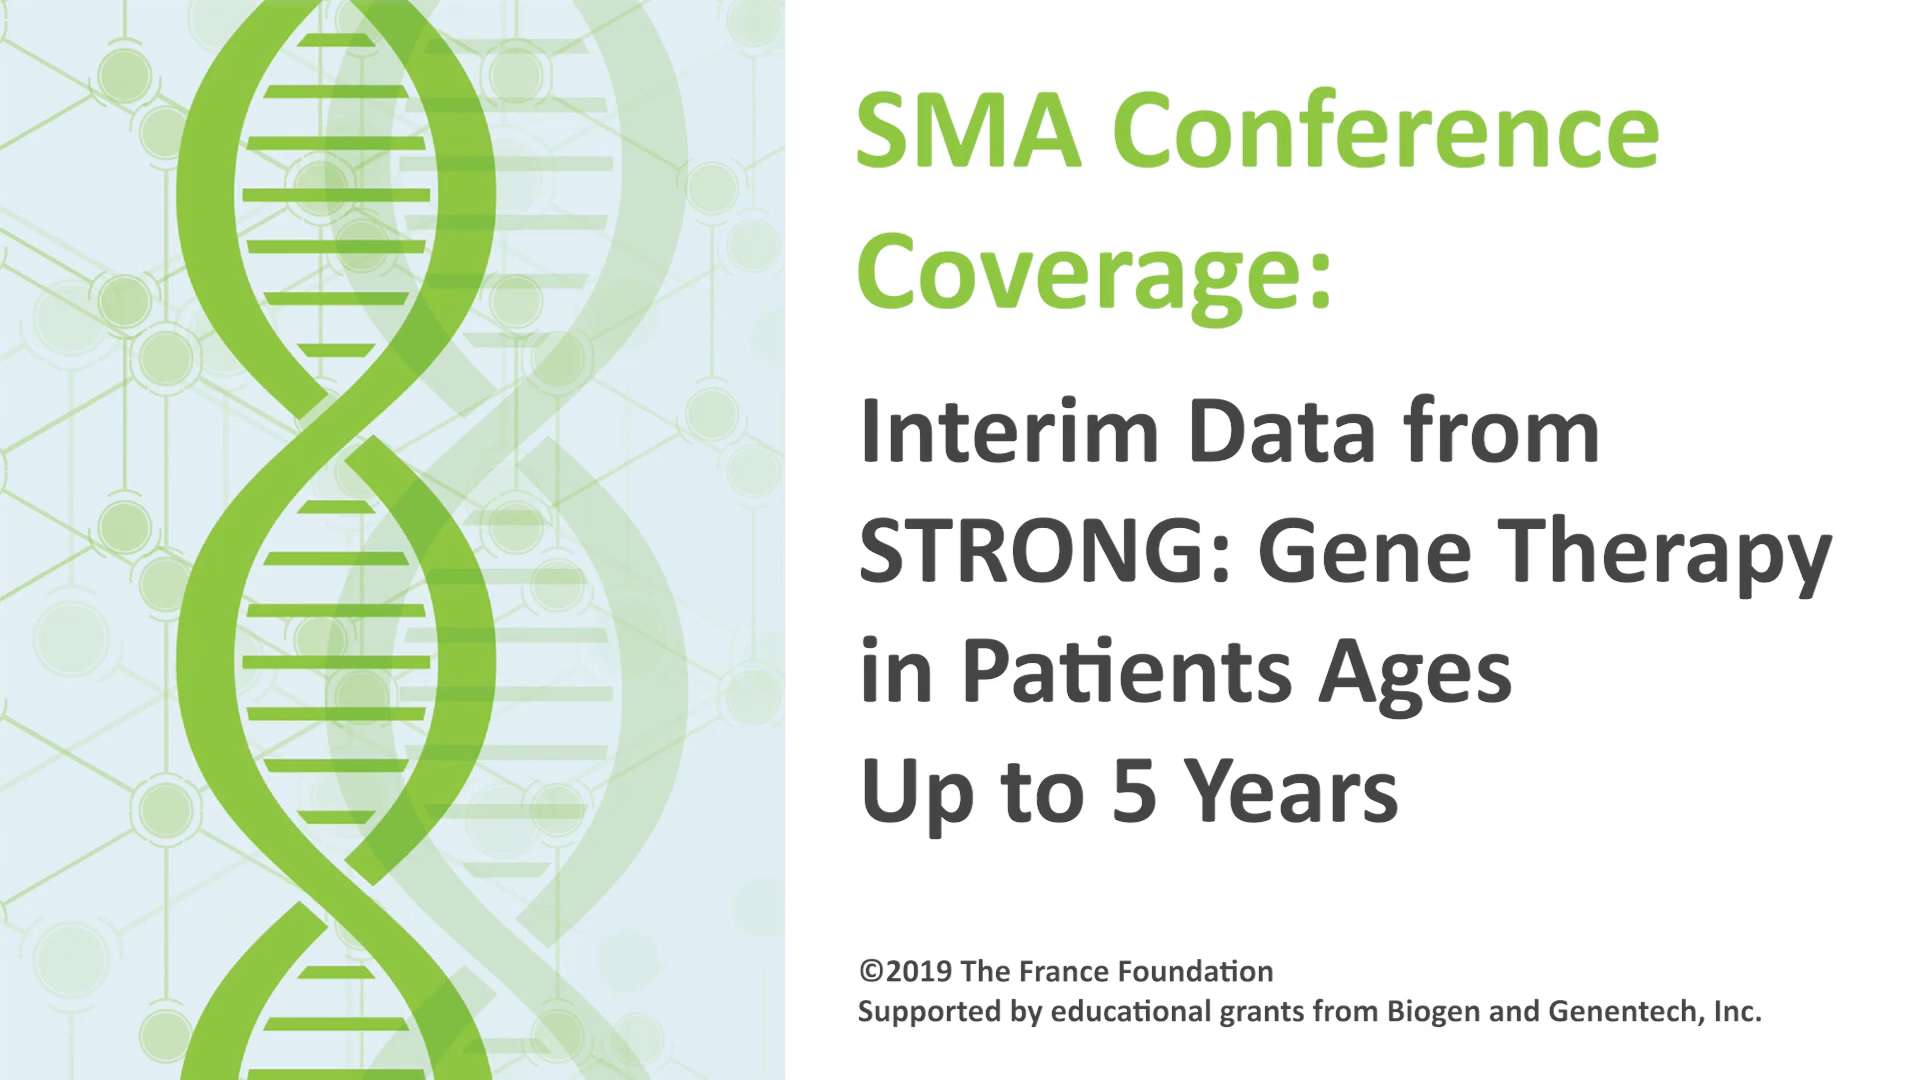 SMA Conference
Coverage:
Interim Data from
STRONG: Gene Therapy
in Patients Ages
Up to 5 Years
©2019 The France Foundation
Supported by educational grants from Biogen and Genentech, Inc.